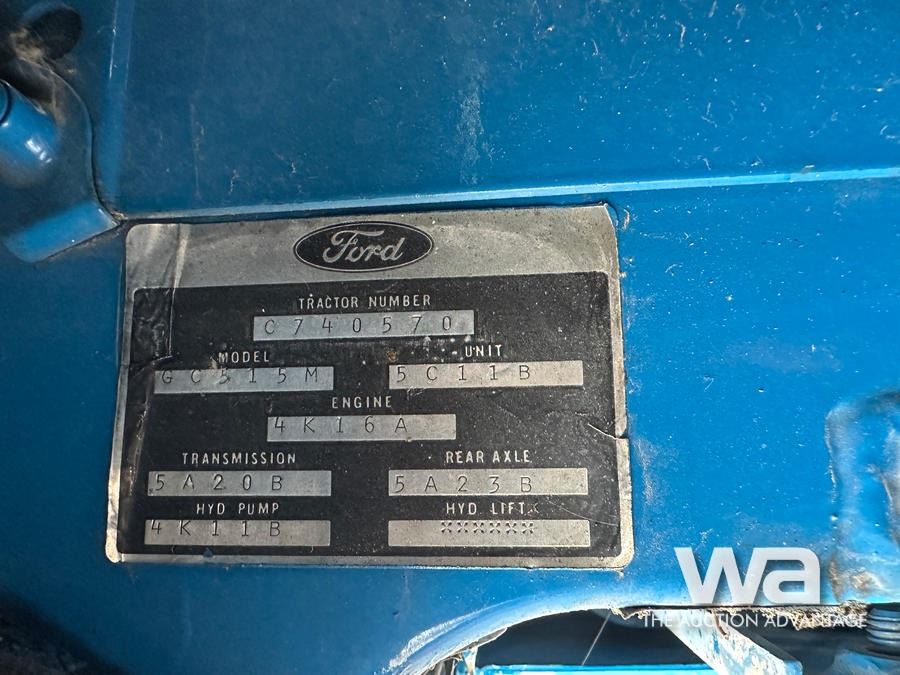 Ford
TRACTOR NUMBER
C740570
MODEL UNIT
GC515M 5C11B
ENGINE
4K16A
TRANSMISSION REAR AXLE
5A20B 5A23B
HYD PUMP HYD LIFT
4K11B XXXXXX
wa
THE AUCTION ADVANTAGE